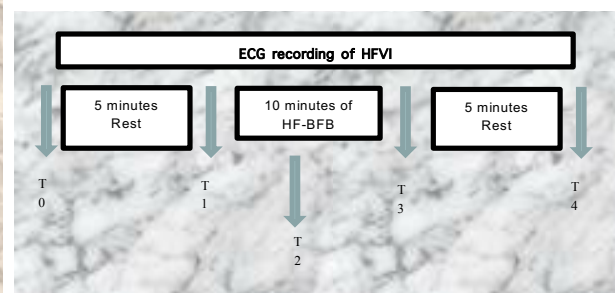 ECG recording of HFVI
5 minutes
Rest
10 minutes of
HF-BFB
5 minutes
Rest
T
0
T
1
T
2
T
3
T
4